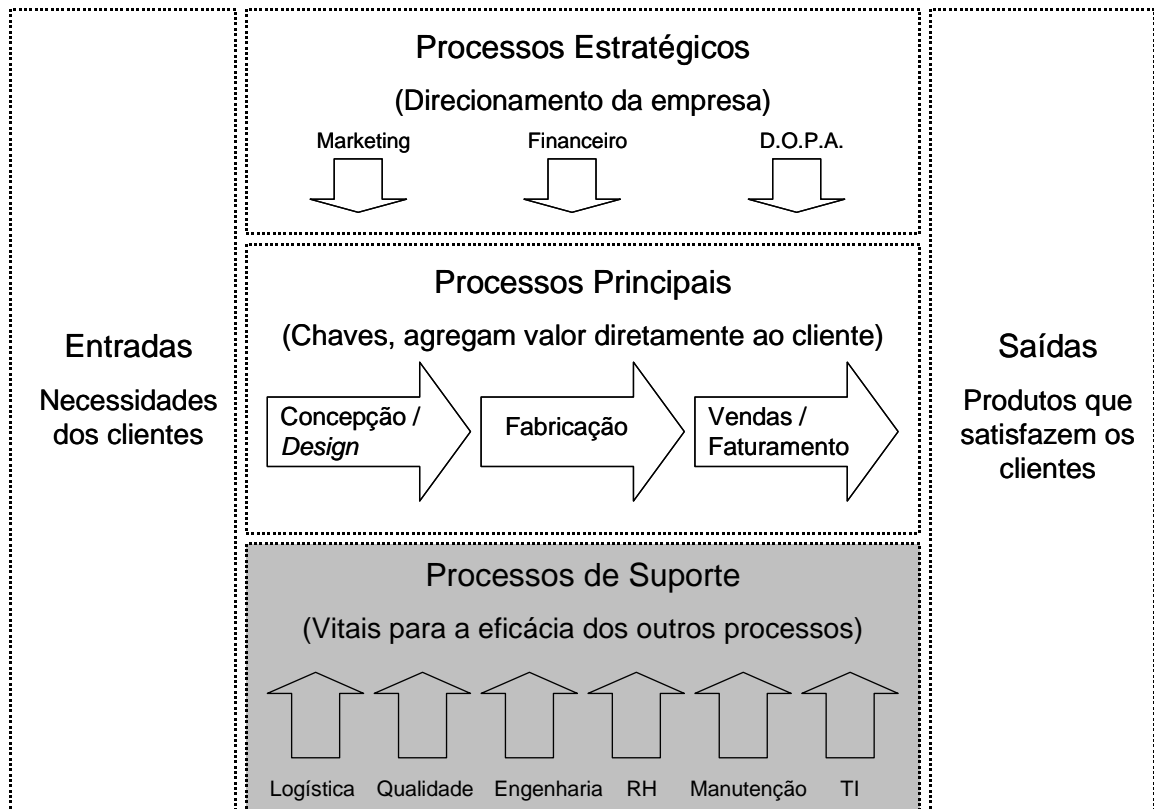 Processos Estratégicos
(Direcionamento da empresa)
Marketing
Financeiro
D.O.P.A.
Entradas
Necessidades
dos clientes
Processos Principais
(Chaves, agregam valor diretamente ao cliente)
Concepção /
Design
Fabricação
Vendas /
Faturamento
Saídas
Produtos que
satisfazem os
clientes
Processos de Suporte
(Vitais para a eficácia dos outros processos)
Logística
Qualidade
Engenharia
RH
Manutenção
TI